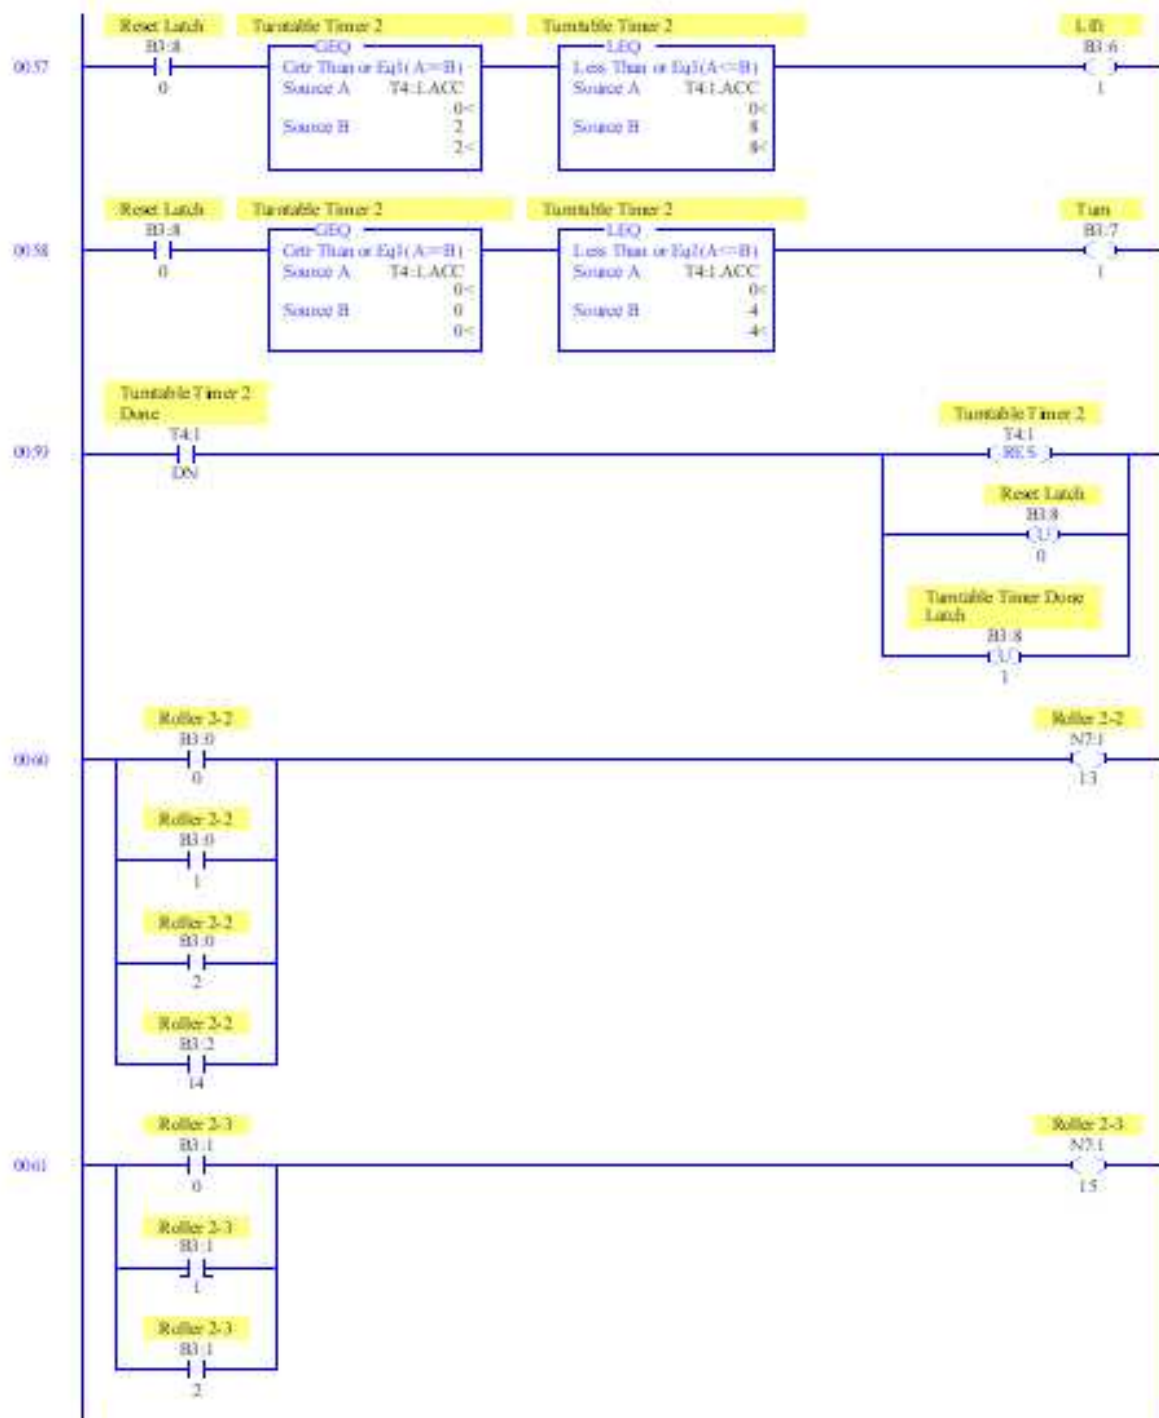 Reset Latch
B3:8
0
Turntable Timer 2
GEQ
Grtr Than or Eql (A>=B)
Source A T4:1.ACC
0<
Source B 2
2<
Turntable Timer 2
LEQ
Less Than or Eql (A<=B)
Source A T4:1.ACC
0<
Source B 8
8<
Lift
B3:6
1
0057
Reset Latch
B3:8
0
Turntable Timer 2
GEQ
Grtr Than or Eql (A>=B)
Source A T4:1.ACC
0<
Source B 0
0<
Turntable Timer 2
LEQ
Less Than or Eql (A<=B)
Source A T4:1.ACC
0<
Source B 4
4<
Turn
B3:7
1
0058
Turntable Timer 2
Done
T4:1
DN
0059
Turntable Timer 2
T4:1
RES
Reset Latch
B3:8
U
0
Turntable Timer Done
Latch
B3:8
U
1
Roller 2-2
B3:0
0
0060
Roller 2-2
N7:1
13
Roller 2-2
B3:0
1
Roller 2-2
B3:0
2
Roller 2-2
B3:2
14
Roller 2-3
B3:1
0
0061
Roller 2-3
N7:1
15
Roller 2-3
B3:1
1
Roller 2-3
B3:1
2